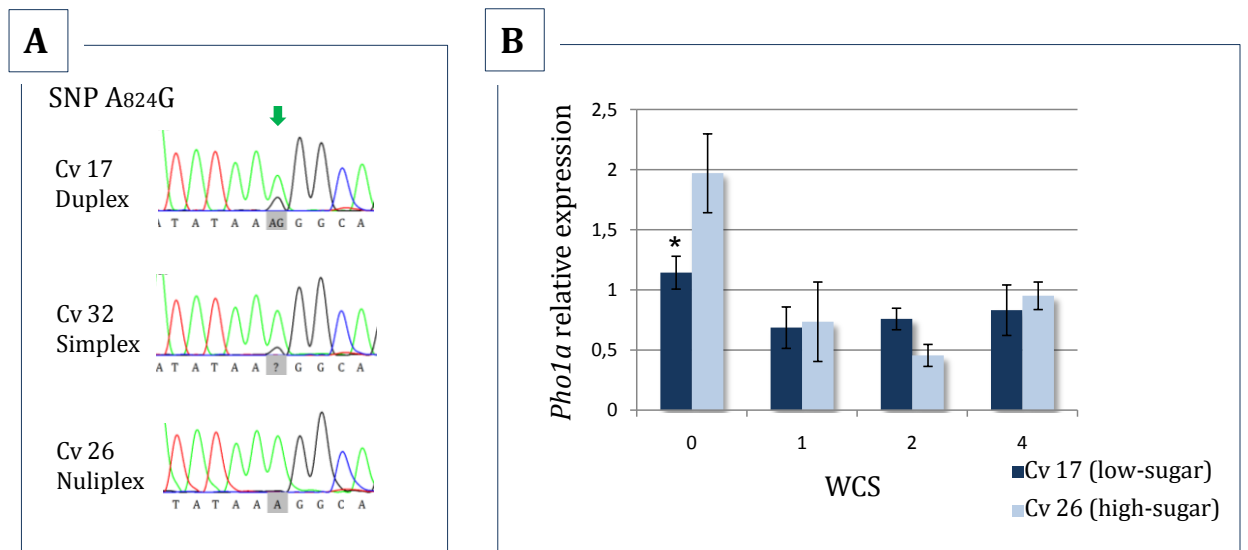 A
SNP A824G
Cv 17
Duplex
A T A T A A AG G G C A
Cv 32
Simplex
A T A T A A ? G G C A
Cv 26
Nuliplex
T A T A A A G G C A
B
Pho1a relative expression
2,5
2
1,5
1
0,5
0
*
0 1 2 4
WCS
Cv 17 (low-sugar)
Cv 26 (high-sugar)